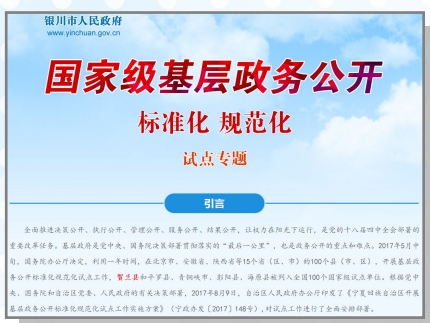 银川市人民政府
www.yinchuan.gov.cn
国家级基层政务公开
标准化 规范化
试点专题
引言
全面推进决策公开、执行公开、管理公开、服务公开、结果公开，让权力在阳光下运行，是党的十八届四中全会部署的
重要改革任务。基层政府是党中央、国务院决策部署贯彻落实的“最后一公里”，也是政务公开的重点和难点。2017年5月中
旬，国务院办公厅决定，利用一年时间，在北京市、安徽省、陕西省等15个省（区、市）的100个县（市、区），开展基层政
务公开标准化规范化试点工作，贺兰县和平罗县、青铜峡市、彭阳县、海原县被列入全国100个国家级试点单位。根据党中
央、国务院和自治区党委、人民政府的有关决策部署，2017年8月9日，自治区人民政府办公厅印发了《宁夏回族自治区开展
基层政务公开标准化规范化试点工作实施方案》（宁政办发〔2017〕148号），对试点工作进行了全面安排部署。